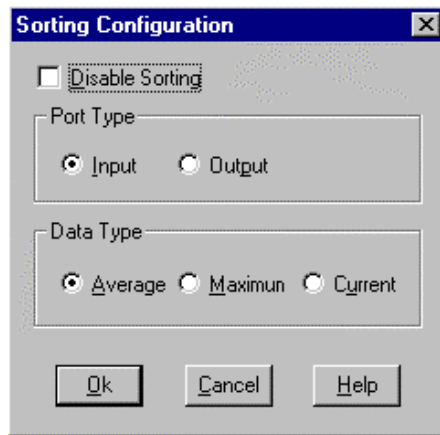 Sorting Configuration
Disable Sorting
Port Type
Input Output
Data Type
Average Maximun Current
Ok Cancel Help